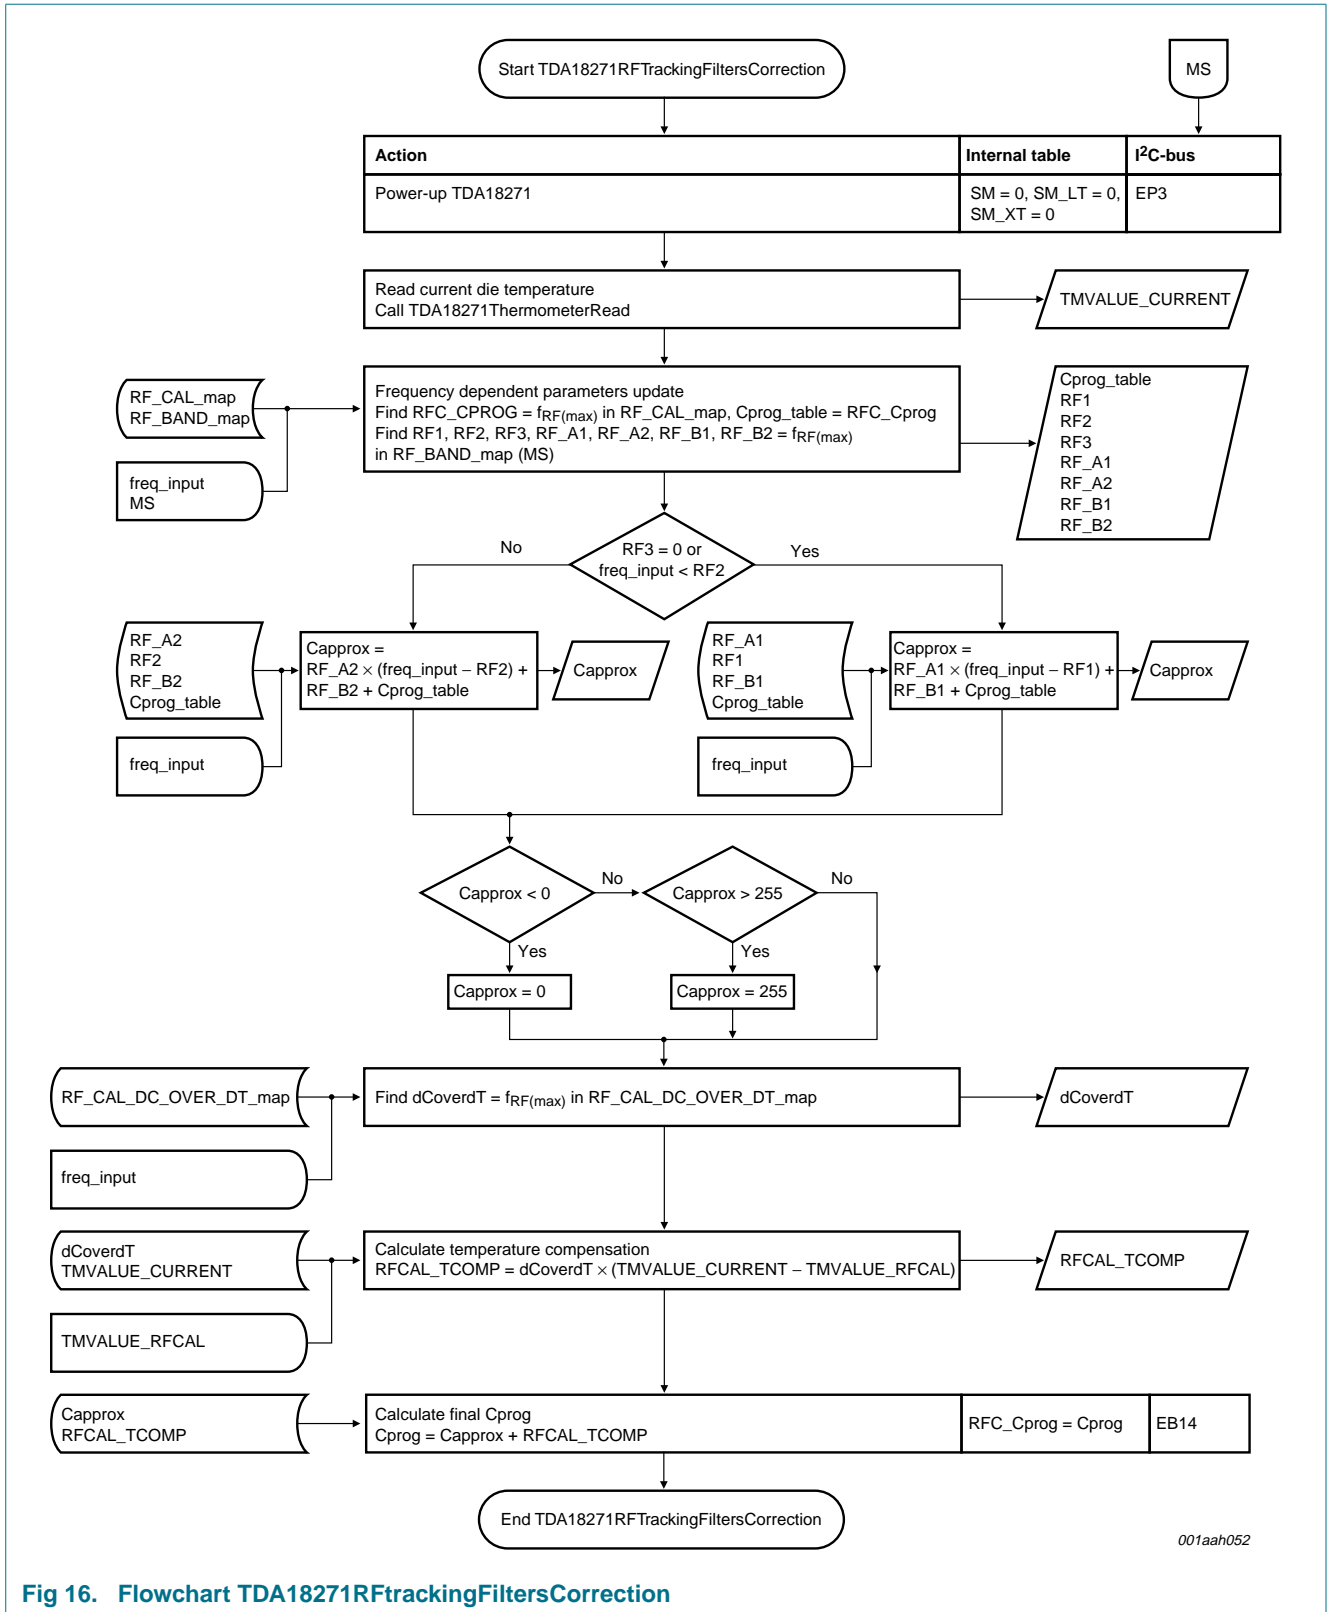 Start TDA18271RFTrackingFiltersCorrection
MS
Action
Internal table
I2C-bus
Power-up TDA18271
SM = 0, SM_LT = 0,
SM_XT = 0
EP3
Read current die temperature
Call TDA18271ThermometerRead
TMVALUE_CURRENT
RF_CAL_map
RF_BAND_map
freq_input
MS
Frequency dependent parameters update
Find RFC_CPROG = fRF(max) in RF_CAL_map, Cprog_table = RFC_Cprog
Find RF1, RF2, RF3, RF_A1, RF_A2, RF_B1, RF_B2 = fRF(max)
in RF_BAND_map (MS)
Cprog_table
RF1
RF2
RF3
RF_A1
RF_A2
RF_B1
RF_B2
No
RF3 = 0 or
freq_input < RF2
Yes
RF_A2
RF2
RF_B2
Cprog_table
freq_input
Capprox =
RF_A2 × (freq_input − RF2) +
RF_B2 + Cprog_table
Capprox
RF_A1
RF1
RF_B1
Cprog_table
freq_input
Capprox =
RF_A1 × (freq_input − RF1) +
RF_B1 + Cprog_table
Capprox
Capprox < 0
No
Capprox > 255
No
Yes
Yes
Capprox = 0
Capprox = 255
RF_CAL_DC_OVER_DT_map
freq_input
Find dCoverdT = fRF(max) in RF_CAL_DC_OVER_DT_map
dCoverdT
dCoverdT
TMVALUE_CURRENT
TMVALUE_RFCAL
Calculate temperature compensation
RFCAL_TCOMP = dCoverdT × (TMVALUE_CURRENT − TMVALUE_RFCAL)
RFCAL_TCOMP
Capprox
RFCAL_TCOMP
Calculate final Cprog
Cprog = Capprox + RFCAL_TCOMP
RFC_Cprog = Cprog
EB14
End TDA18271RFTrackingFiltersCorrection
001aah052
Fig 16. Flowchart TDA18271RFtrackingFiltersCorrection